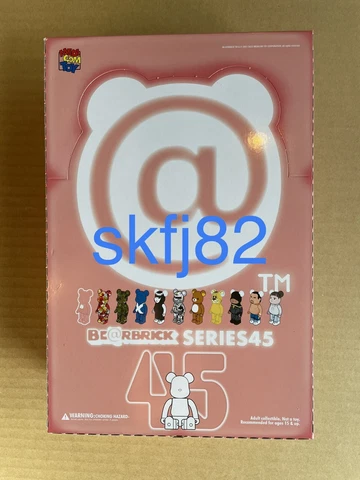 @
skfj82
TM
BE@RBRICK SERIES45
45
WARNING: CHOKING HAZARD
Adult collectible, Not a toy
Recommended for ages 15 & up.